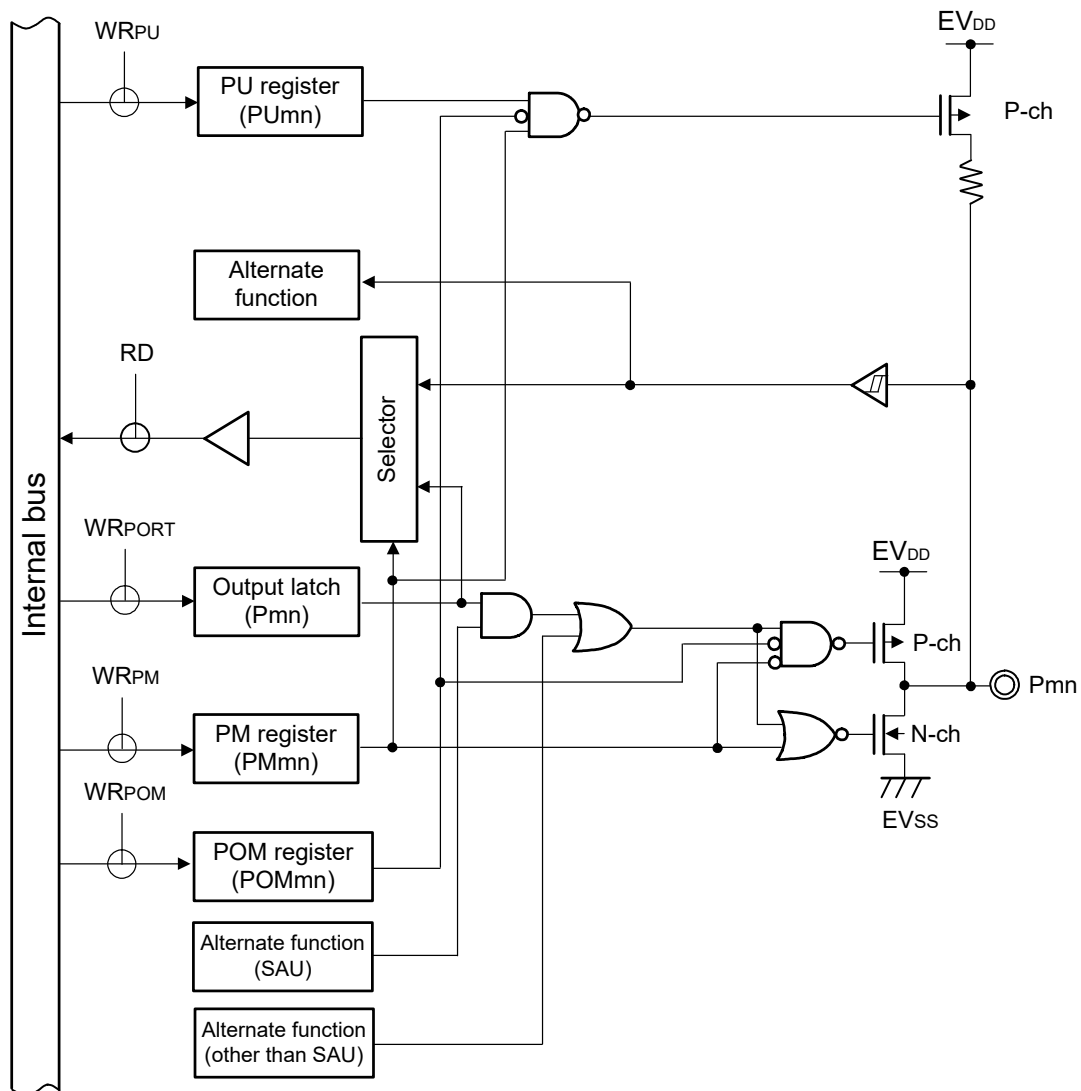 WRPU
EVDD
PU register
(PUmn)
P-ch
Alternate
function
RD
Selector
Internal bus
WRPORT
EVDD
Output latch
(Pmn)
P-ch
WRPM
Pmn
PM register
(PMmn)
N-ch
WRPOM
EVSS
POM register
(POMmn)
Alternate function
(SAU)
Alternate function
(other than SAU)